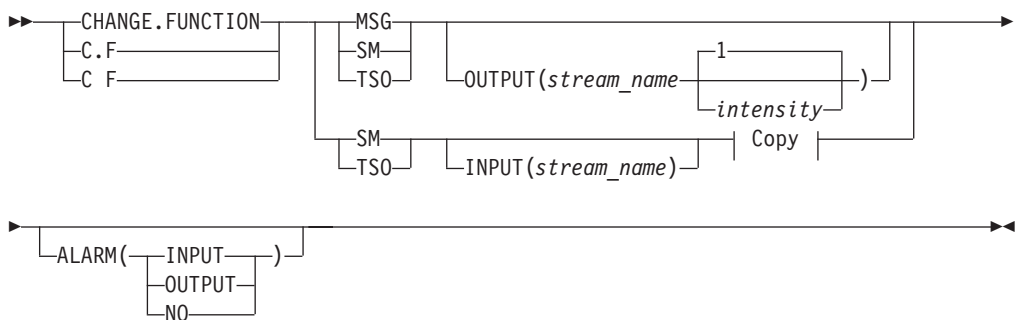 CHANGE.FUNCTION MSG 1
C.F SM OUTPUT(stream_name )
C F TSO intensity
SM Copy
TSO INPUT(stream_name)
ALARM( INPUT )
OUTPUT
NO